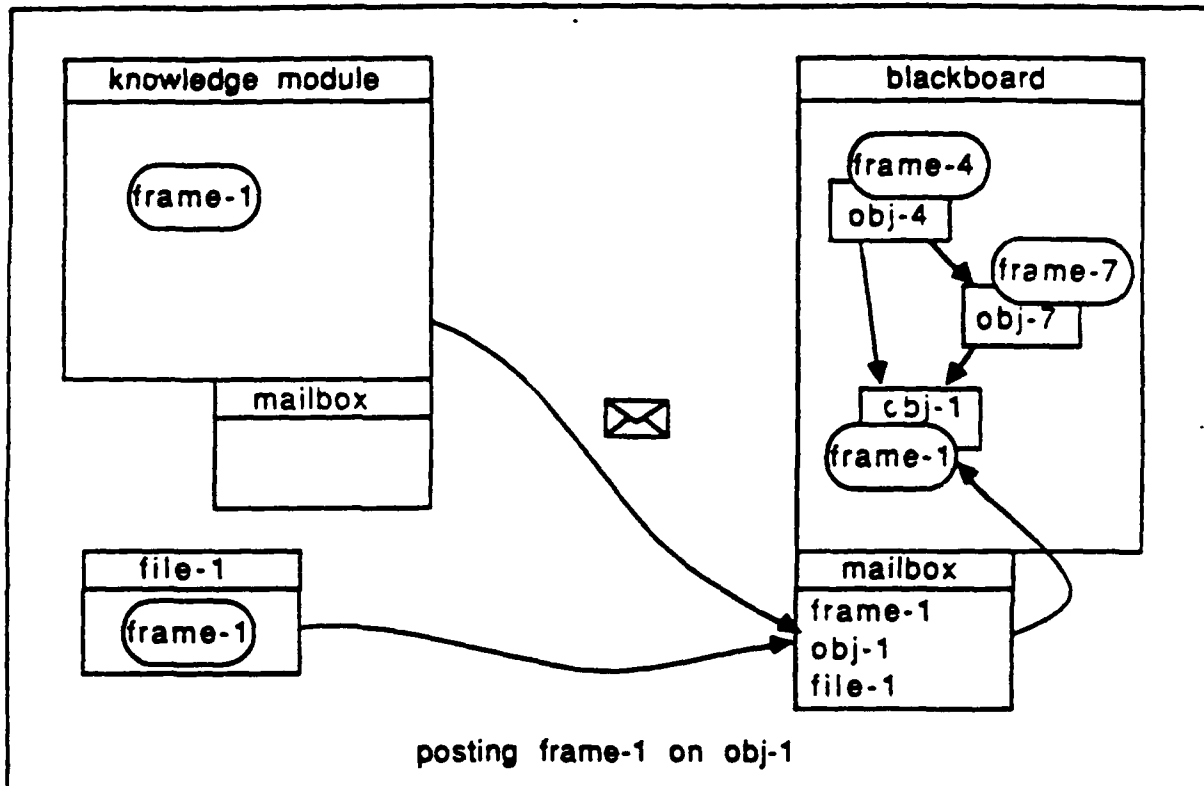 knowledge module
frame-1
mailbox
file-1
frame-1
blackboard
frame-4
obj-4
frame-7
obj-7
obj-1
frame-1
mailbox
frame-1
obj-1
file-1
posting frame-1 on obj-1